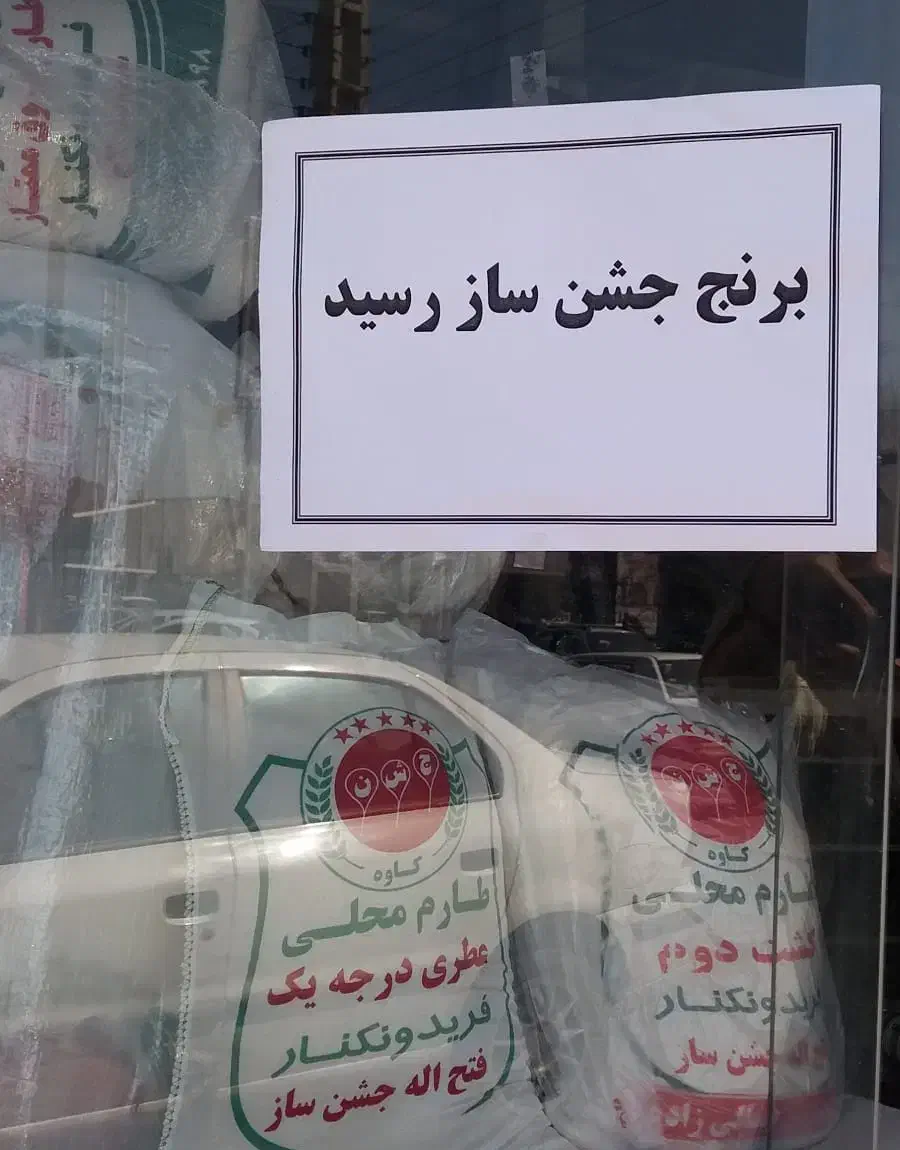 برنج جشن ساز رسید
ج ش ن
کاوه
طارم محلی
عطری درجه یک
فریدونکنار
فتح اله جشن ساز
ج ش ن
کاوه
طارم محلی
کشت دوم
فریدونکنار
جشن ساز
ممتاز